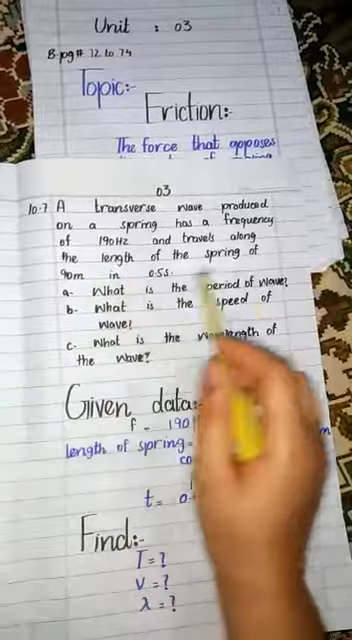 Unit : 03
B.pg# 72 to 74
Topic:-
Friction:-
The force that opposes
03
10.7 A transverse wave produced
on a spring has a frequency
of 190Hz and travels along
the length of the spring of
90m in 0.5s.
a- What is the period of wave?
b- What is the speed of
wave?
c- What is the wavelength of
the wave?
Given data:-
f = 190
length of spring =
m
t = 0.
Find:-
T = ?
v = ?
λ = ?